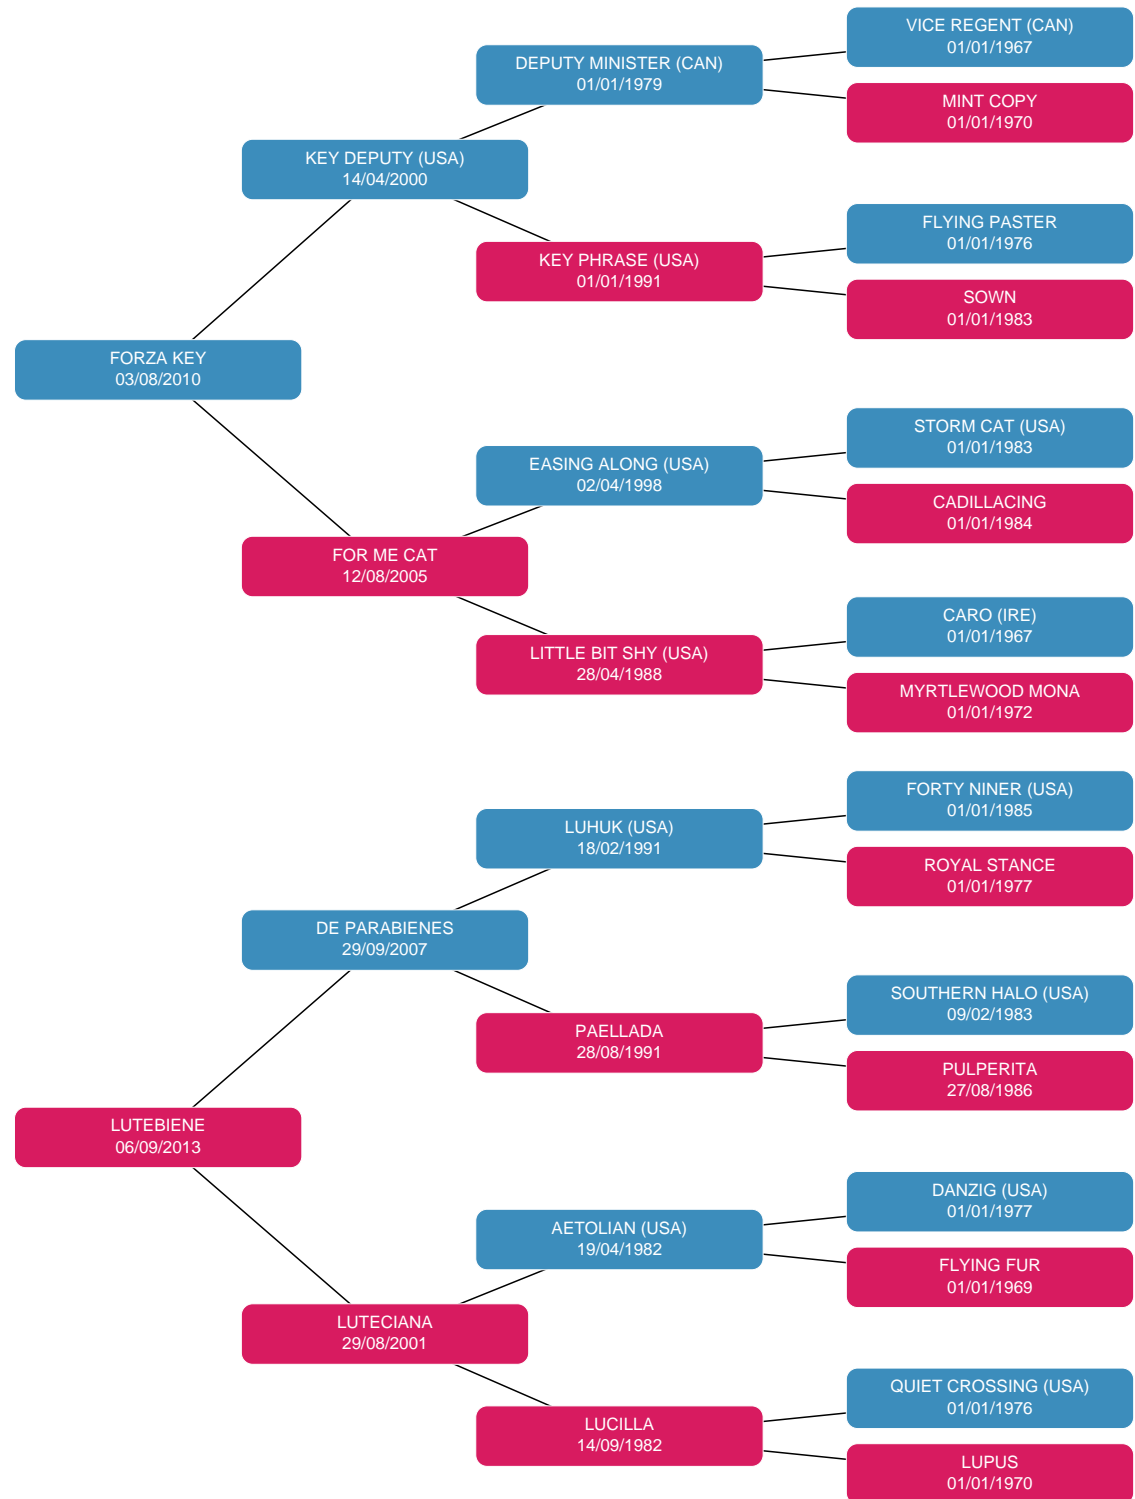 VICE REGENT (CAN)
01/01/1967
DEPUTY MINISTER (CAN)
01/01/1979
MINT COPY
01/01/1970
KEY DEPUTY (USA)
14/04/2000
FLYING PASTER
01/01/1976
KEY PHRASE (USA)
01/01/1991
SOWN
01/01/1983
FORZA KEY
03/08/2010
STORM CAT (USA)
01/01/1983
EASING ALONG (USA)
02/04/1998
CADILLACING
01/01/1984
FOR ME CAT
12/08/2005
CARO (IRE)
01/01/1967
LITTLE BIT SHY (USA)
28/04/1988
MYRTLEWOOD MONA
01/01/1972
FORTY NINER (USA)
01/01/1985
LUHUK (USA)
18/02/1991
ROYAL STANCE
01/01/1977
DE PARABIENES
29/09/2007
SOUTHERN HALO (USA)
09/02/1983
PAELLADA
28/08/1991
PULPERITA
27/08/1986
LUTEBIENE
06/09/2013
DANZIG (USA)
01/01/1977
AETOLIAN (USA)
19/04/1982
FLYING FUR
01/01/1969
LUTECIANA
29/08/2001
QUIET CROSSING (USA)
01/01/1976
LUCILLA
14/09/1982
LUPUS
01/01/1970